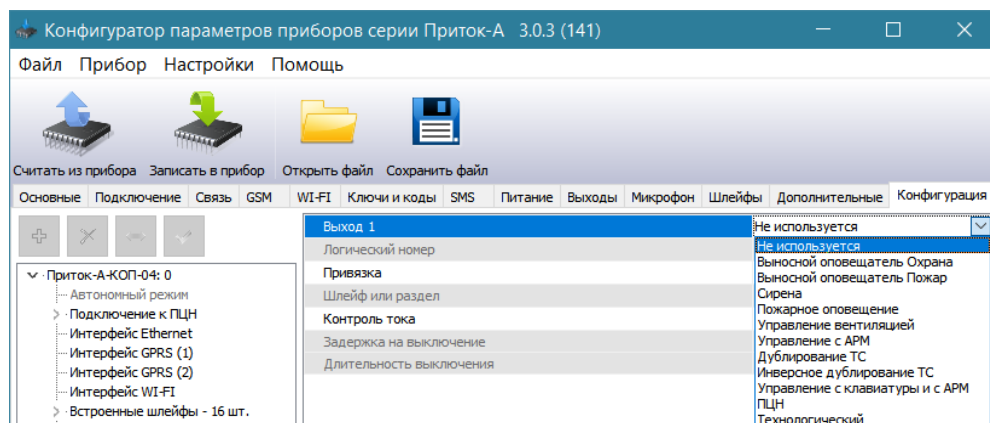 Конфигуратор параметров приборов серии Приток-А 3.0.3 (141)
Файл Прибор Настройки Помощь
Считать из прибора Записать в прибор Открыть файл Сохранить файл
Основные Подключение Связь GSM WI-FI Ключи и коды SMS Питание Выходы Микрофон Шлейфы Дополнительные Конфигурация
Выход 1
Логический номер
Привязка
Шлейф или раздел
Контроль тока
Задержка на выключение
Длительность выключения
Не используется
Не используется
Выносной оповещатель Охрана
Выносной оповещатель Пожар
Сирена
Пожарное оповещение
Управление вентиляцией
Управление с АРМ
Дублирование ТС
Инверсное дублирование ТС
Управление с клавиатуры и с АРМ
ПЦН
Технологический
Приток-А-КОП-04: 0
Автономный режим
Подключение к ПЦН
Интерфейс Ethernet
Интерфейс GPRS (1)
Интерфейс GPRS (2)
Интерфейс WI-FI
Встроенные шлейфы - 16 шт.